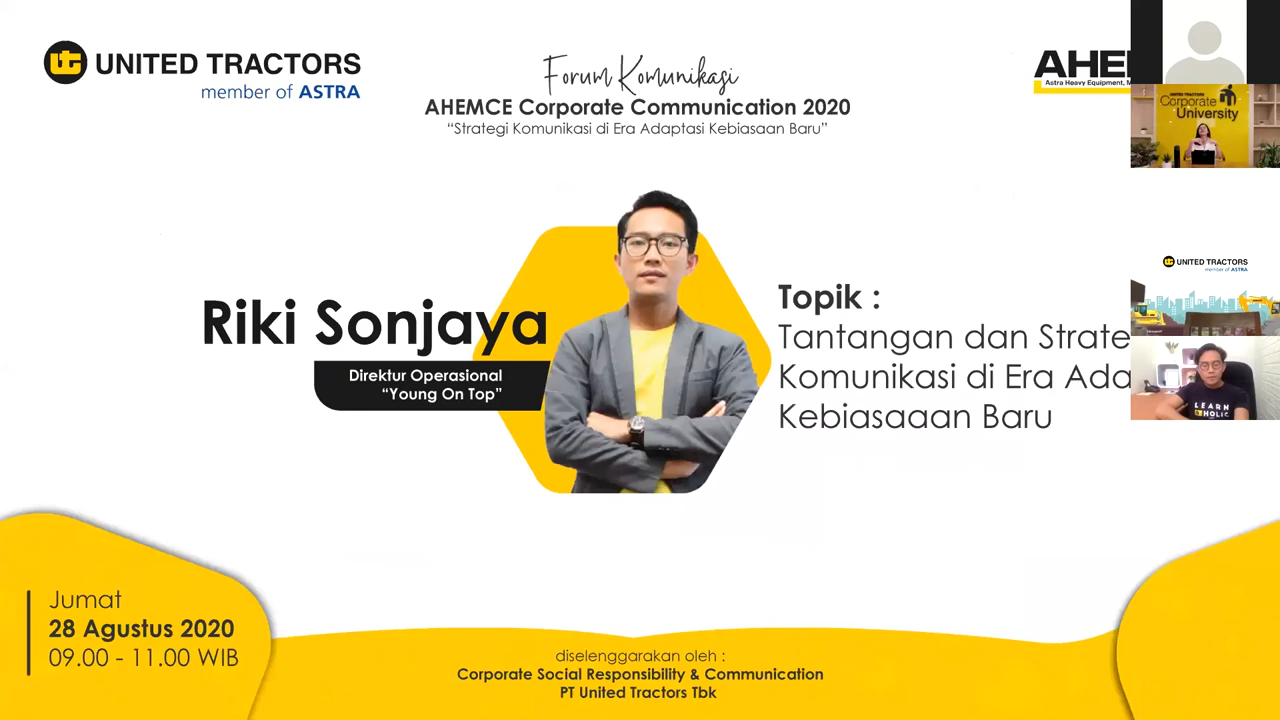 UNITED TRACTORS
member of ASTRA
Forum Komunikasi
AHEMCE Corporate Communication 2020
“Strategi Komunikasi di Era Adaptasi Kebiasaan Baru”
Astra Heavy Equipment,
UNITED TRACTORS
Corporate
University
UNITED TRACTORS
member of ASTRA
Riki Sonjaya
Direktur Operasional
“Young On Top”
Topik :
Tantangan dan Strate
Komunikasi di Era Ada
Kebiasaaan Baru
LEARN
HOLIC
Jumat
28 Agustus 2020
09.00 - 11.00 WIB
diselenggarakan oleh :
Corporate Social Responsibility & Communication
PT United Tractors Tbk